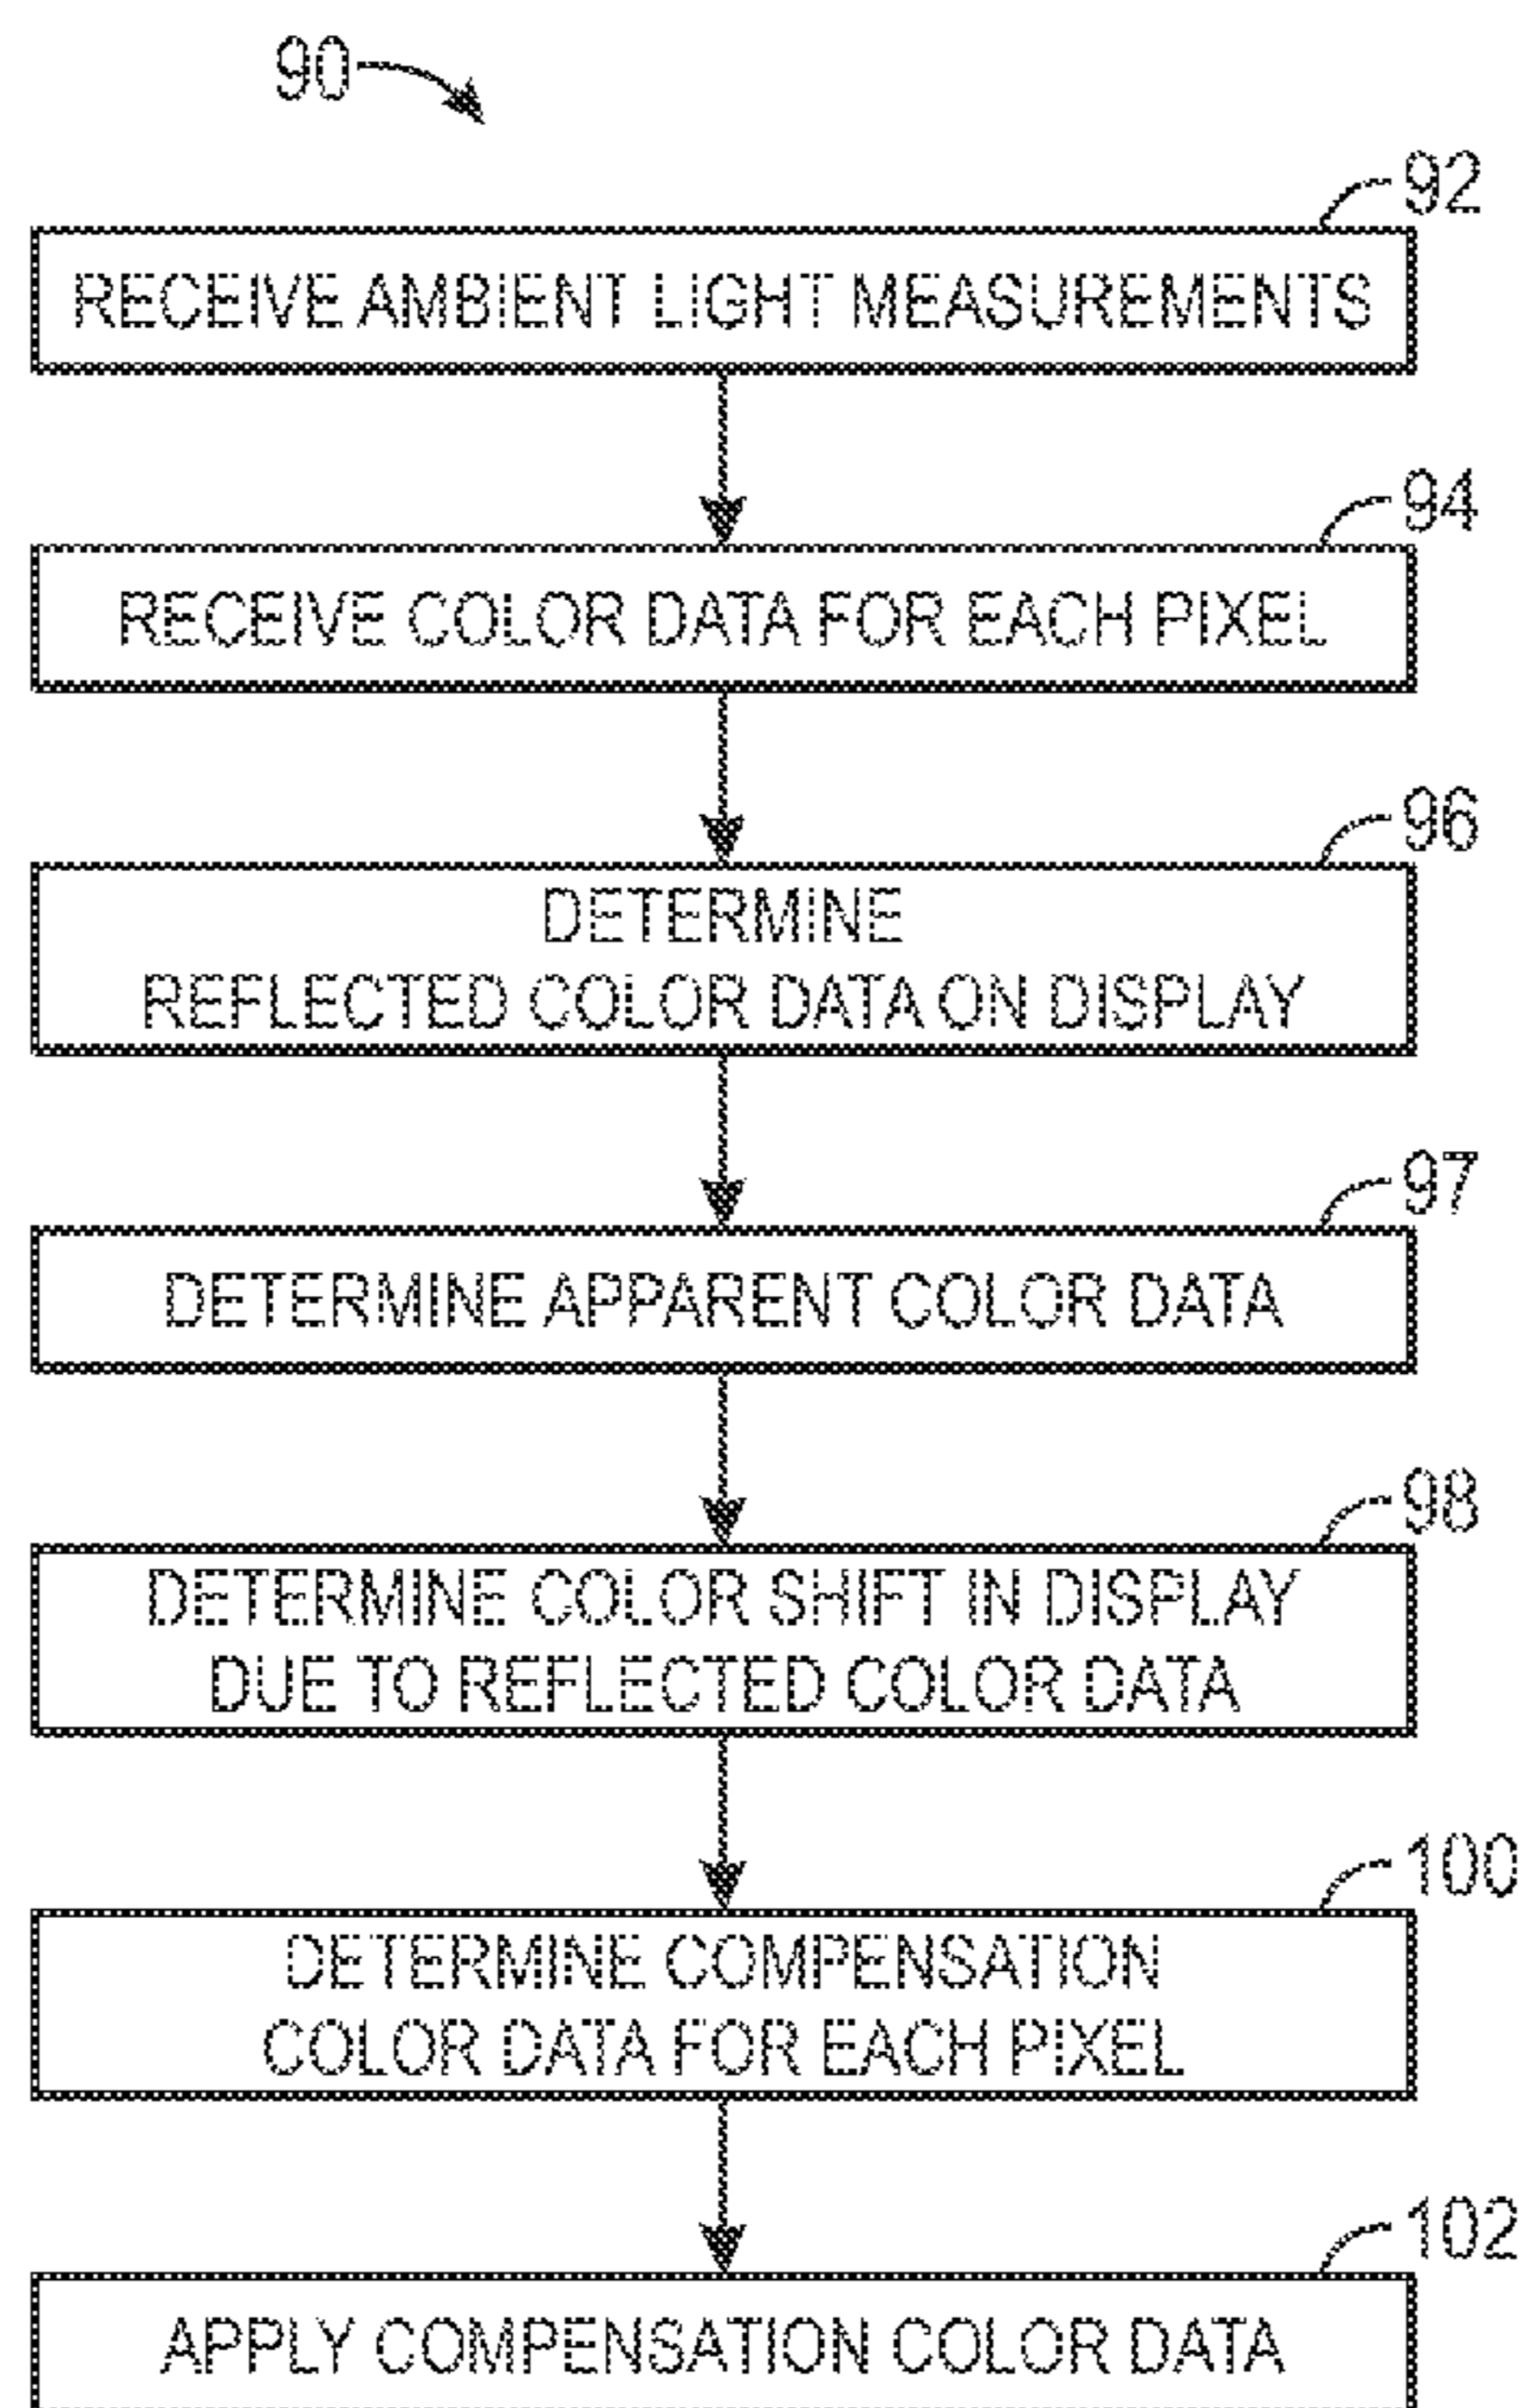 90
92
RECEIVE AMBIENT LIGHT MEASUREMENTS
94
RECEIVE COLOR DATA FOR EACH PIXEL
96
DETERMINE
REFLECTED COLOR DATA ON DISPLAY
97
DETERMINE APPARENT COLOR DATA
98
DETERMINE COLOR SHIFT IN DISPLAY
DUE TO REFLECTED COLOR DATA
100
DETERMINE COMPENSATION
COLOR DATA FOR EACH PIXEL
102
APPLY COMPENSATION COLOR DATA